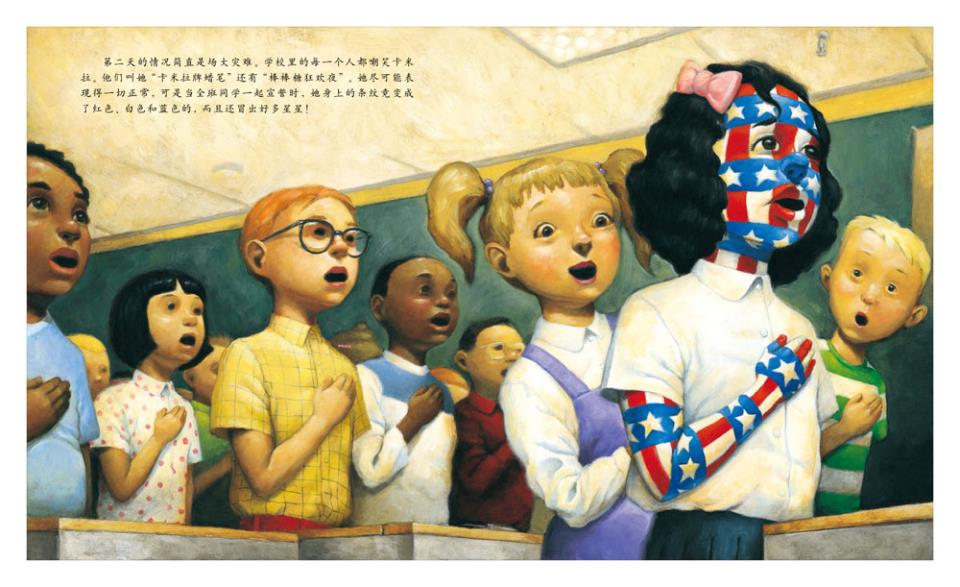 第二天的情况简直是场大灾难。学校里的每一个人都嘲笑卡米
拉。他们叫她“卡米拉牌蜡笔”还有“棒棒糖狂欢夜”。她尽可能表
现得一切正常，可是当全班同学一起宣誓时，她身上的条纹竟变成
了红色、白色和蓝色的，而且还冒出好多星星！